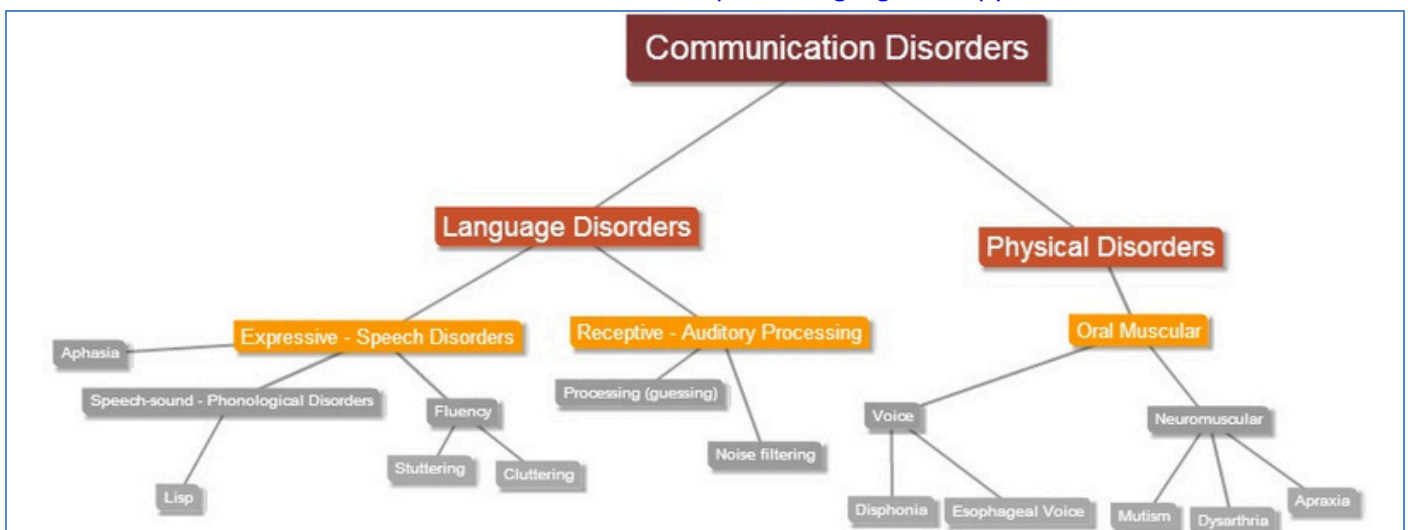 Communication Disorders
Language Disorders
Physical Disorders
Expressive - Speech Disorders
Receptive - Auditory Processing
Oral Muscular
Aphasia
Speech-sound - Phonological Disorders
Fluency
Processing (guessing)
Voice
Neuromuscular
Stuttering
Cluttering
Noise filtering
Lisp
Disphonia
Esophageal Voice
Mutism
Dysarthria
Apraxia